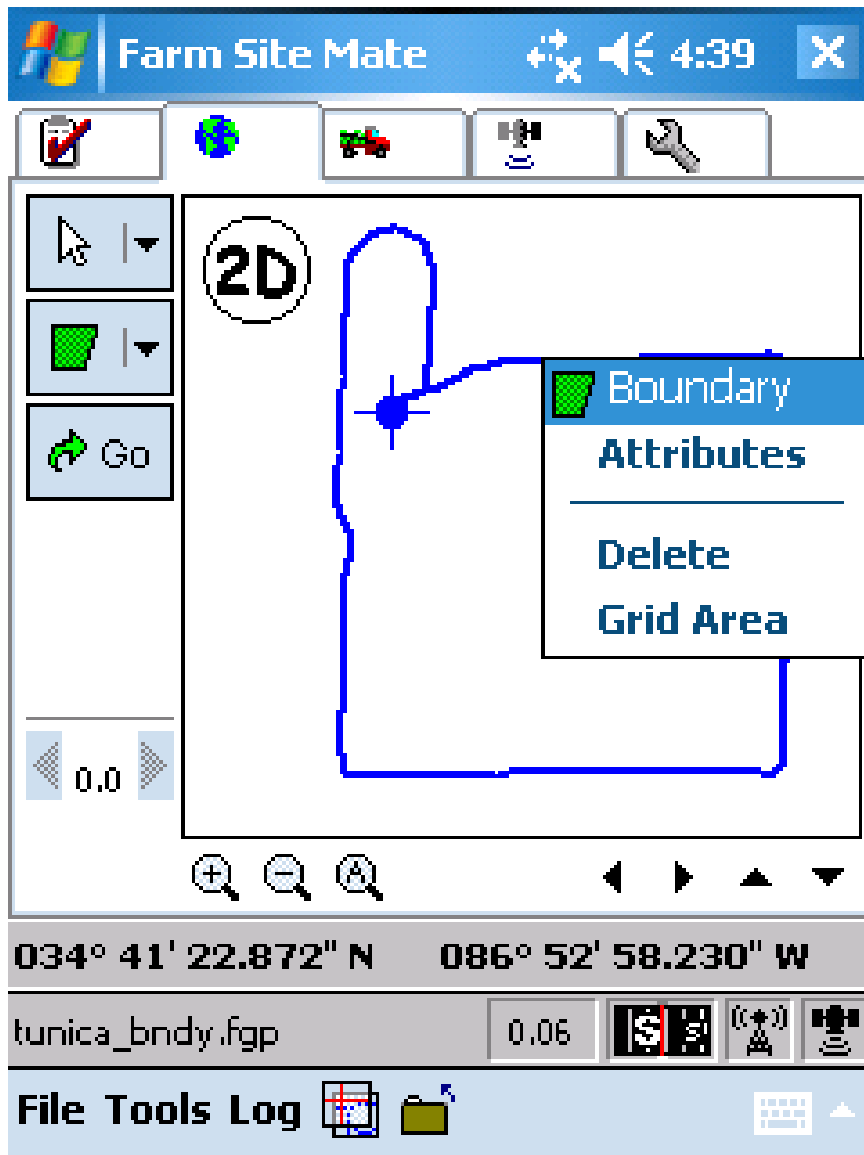 Farm Site Mate 4:39
2D
Boundary
Attributes
Go
Delete
Grid Area
0.0
034° 41' 22.872" N 086° 52' 58.230" W
tunica_bndy.fgp 0.06
File Tools Log